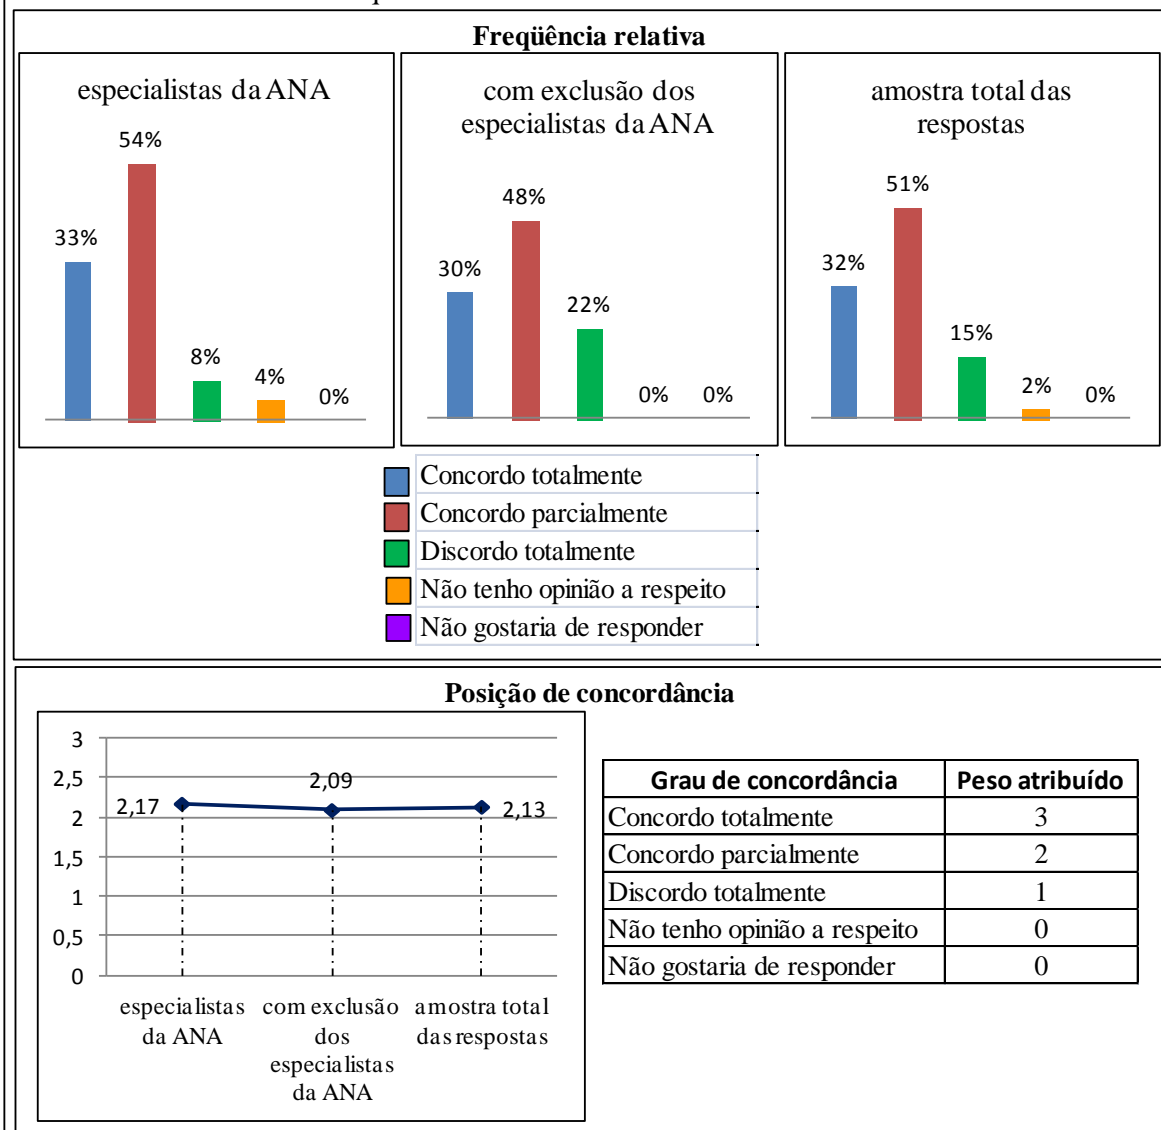 Freqüência relativa
especialistas da ANA
54%
33%
8%
4%
0%
com exclusão dos
especialistas da ANA
48%
30%
22%
0%
0%
amostra total das
respostas
51%
32%
15%
2%
0%
Concordo totalmente
Concordo parcialmente
Discordo totalmente
Não tenho opinião a respeito
Não gostaria de responder
Posição de concordância
3
2,5
2
1,5
1
0,5
0
2,17
2,09
2,13
especialistas
da ANA
com exclusão
dos
especialistas
da ANA
amostra total
das respostas
Grau de concordância Peso atribuído
Concordo totalmente 3
Concordo parcialmente 2
Discordo totalmente 1
Não tenho opinião a respeito 0
Não gostaria de responder 0